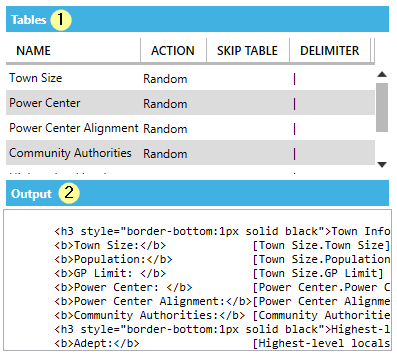 Tables 1
NAME ACTION SKIP TABLE DELIMITER
Town Size Random |
Power Center Random |
Power Center Alignment Random |
Community Authorities Random |
Output 2
<h3 style="border-bottom:1px solid black">Town Info
<b>Town Size:</b> [Town Size.Town Size]
<b>Population:</b> [Town Size.Population
<b>GP Limit: </b> [Town Size.GP Limit]
<b>Power Center: </b> [Power Center.Power C
<b>Power Center Alignment:</b>[Power Center Alignme
<b>Community Authorities:</b> [Community Authoritie
<h3 style="border-bottom:1px solid black">Highest-l
<b>Adept:</b> [Highest-level locals